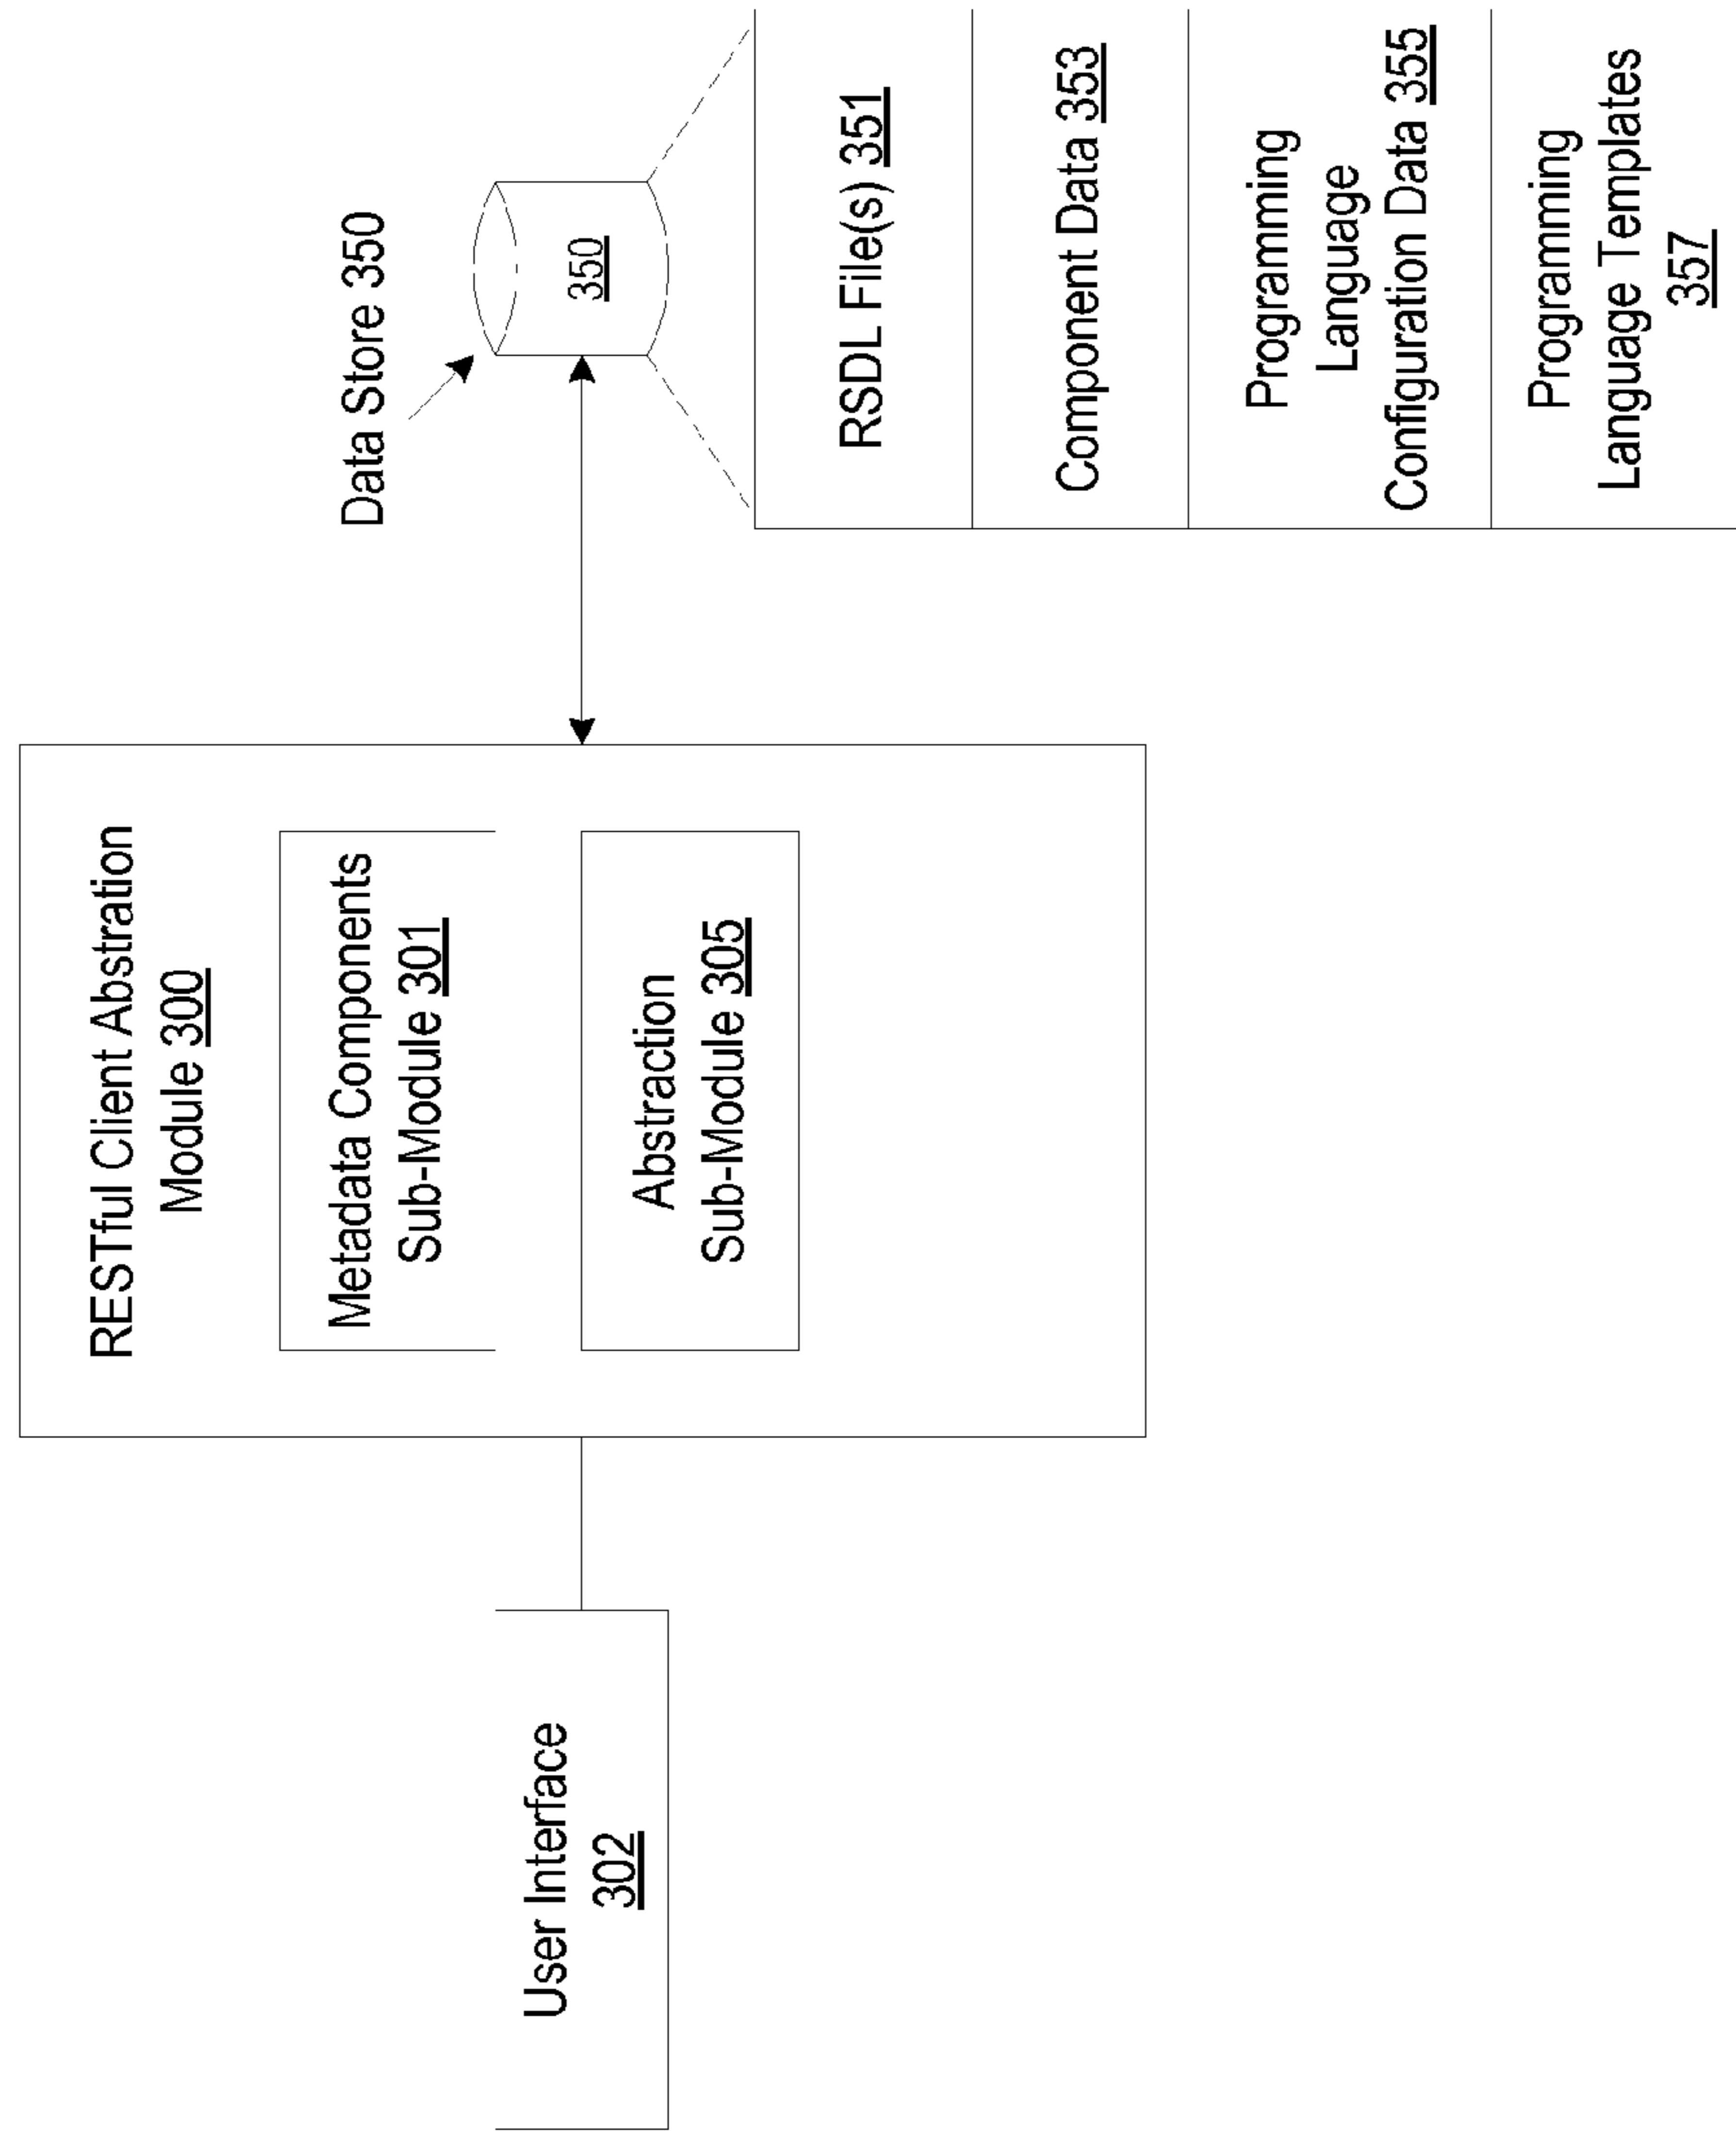 RESTful Client Abstration
Module 300
Metadata Components
Sub-Module 301
Abstraction
Sub-Module 305
User Interface
302
Data Store 350
350
RSDL File(s) 351
Component Data 353
Programming
Language
Configuration Data 355
Programming
Language Templates
357